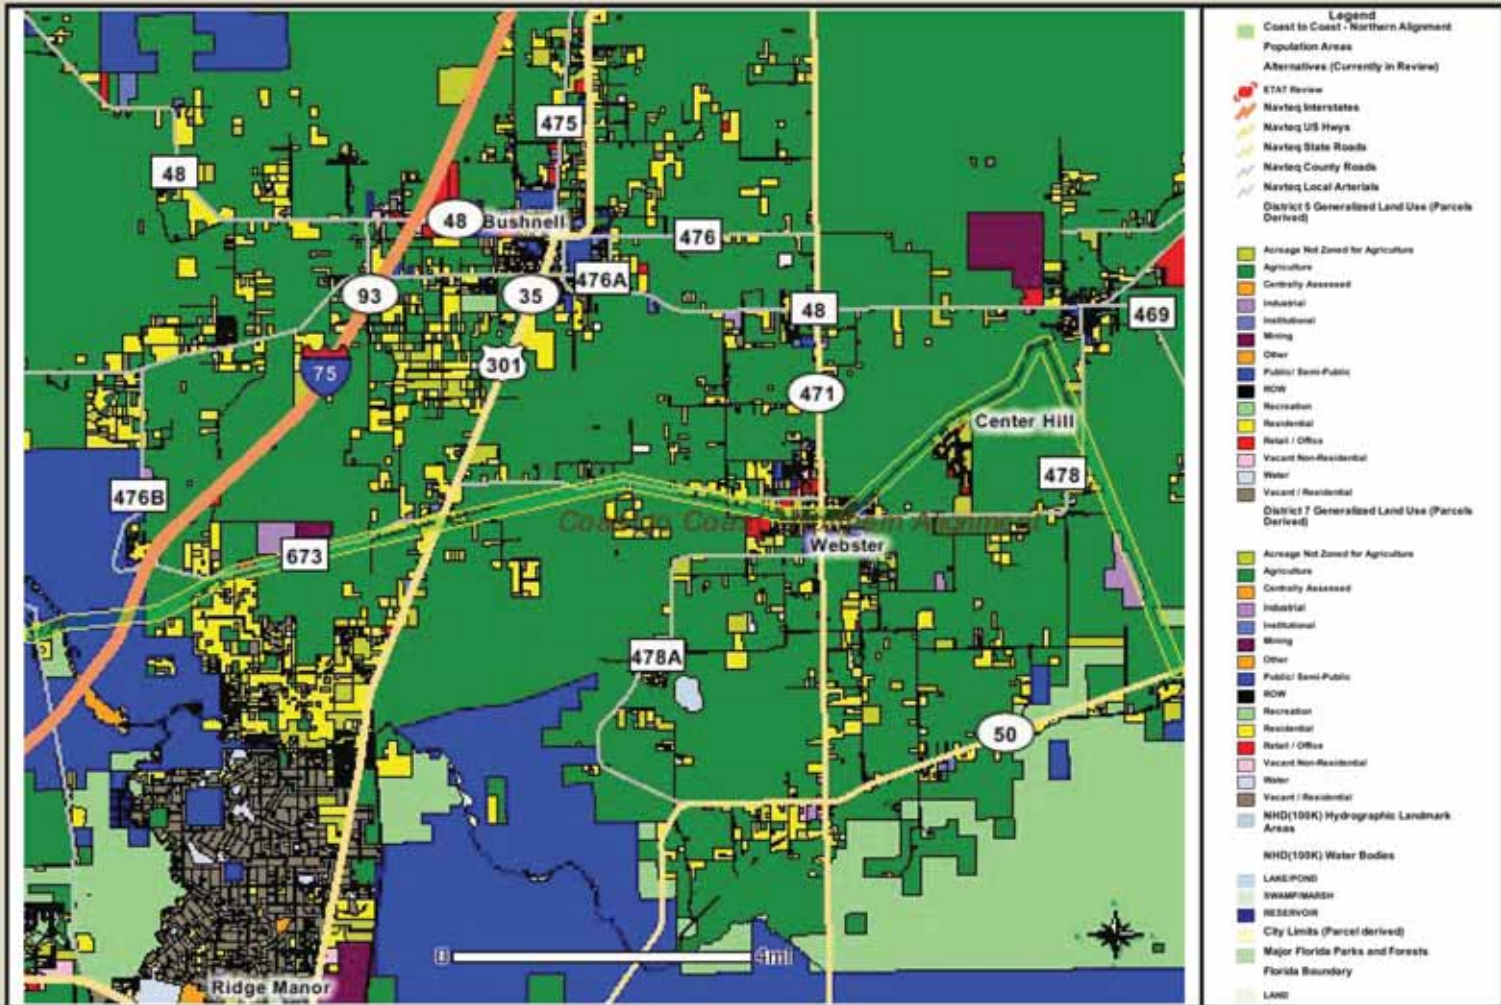 475
48
48
Bushnell
476
476A
93
35
48
469
301
75
471
Center Hill
476B
478
Coast to Coast Northern Alignment
673
Webster
478A
50
0
4mi
Ridge Manor
Legend
Coast to Coast - Northern Alignment
Population Areas
Alternatives (Currently in Review)
ETAT Review
Navteq Interstates
Navteq US Hwys
Navteq State Roads
Navteq County Roads
Navteq Local Arterials
District 5 Generalized Land Use (Parcels
Derived)
Acreage Not Zoned for Agriculture
Agriculture
Centrally Assessed
Industrial
Institutional
Mining
Other
Public/ Semi-Public
ROW
Recreation
Residential
Retail / Office
Vacant Non-Residential
Water
Vacant / Residential
District 7 Generalized Land Use (Parcels
Derived)
Acreage Not Zoned for Agriculture
Agriculture
Centrally Assessed
Industrial
Institutional
Mining
Other
Public/ Semi-Public
ROW
Recreation
Residential
Retail / Office
Vacant Non-Residential
Water
Vacant / Residential
NHD(100K) Hydrographic Landmark
Areas
NHD(100K) Water Bodies
LAKE/POND
SWAMP/MARSH
RESERVOIR
City Limits (Parcel derived)
Major Florida Parks and Forests
Florida Boundary
LAND